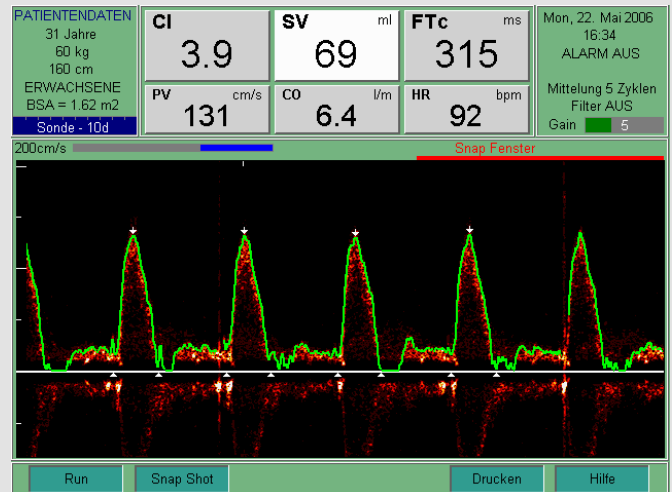 PATIENTENDATEN
31 Jahre
60 kg
160 cm
ERWACHSENE
BSA = 1.62 m2
Sonde - 10d
CI
3.9
SV ml
69
FTc ms
315
PV cm/s
131
CO l/m
6.4
HR bpm
92
Mon, 22. Mai 2006
16:34
ALARM AUS
Mittelung 5 Zyklen
Filter AUS
Gain 5
200cm/s
Snap Fenster
Run
Snap Shot
Drucken
Hilfe